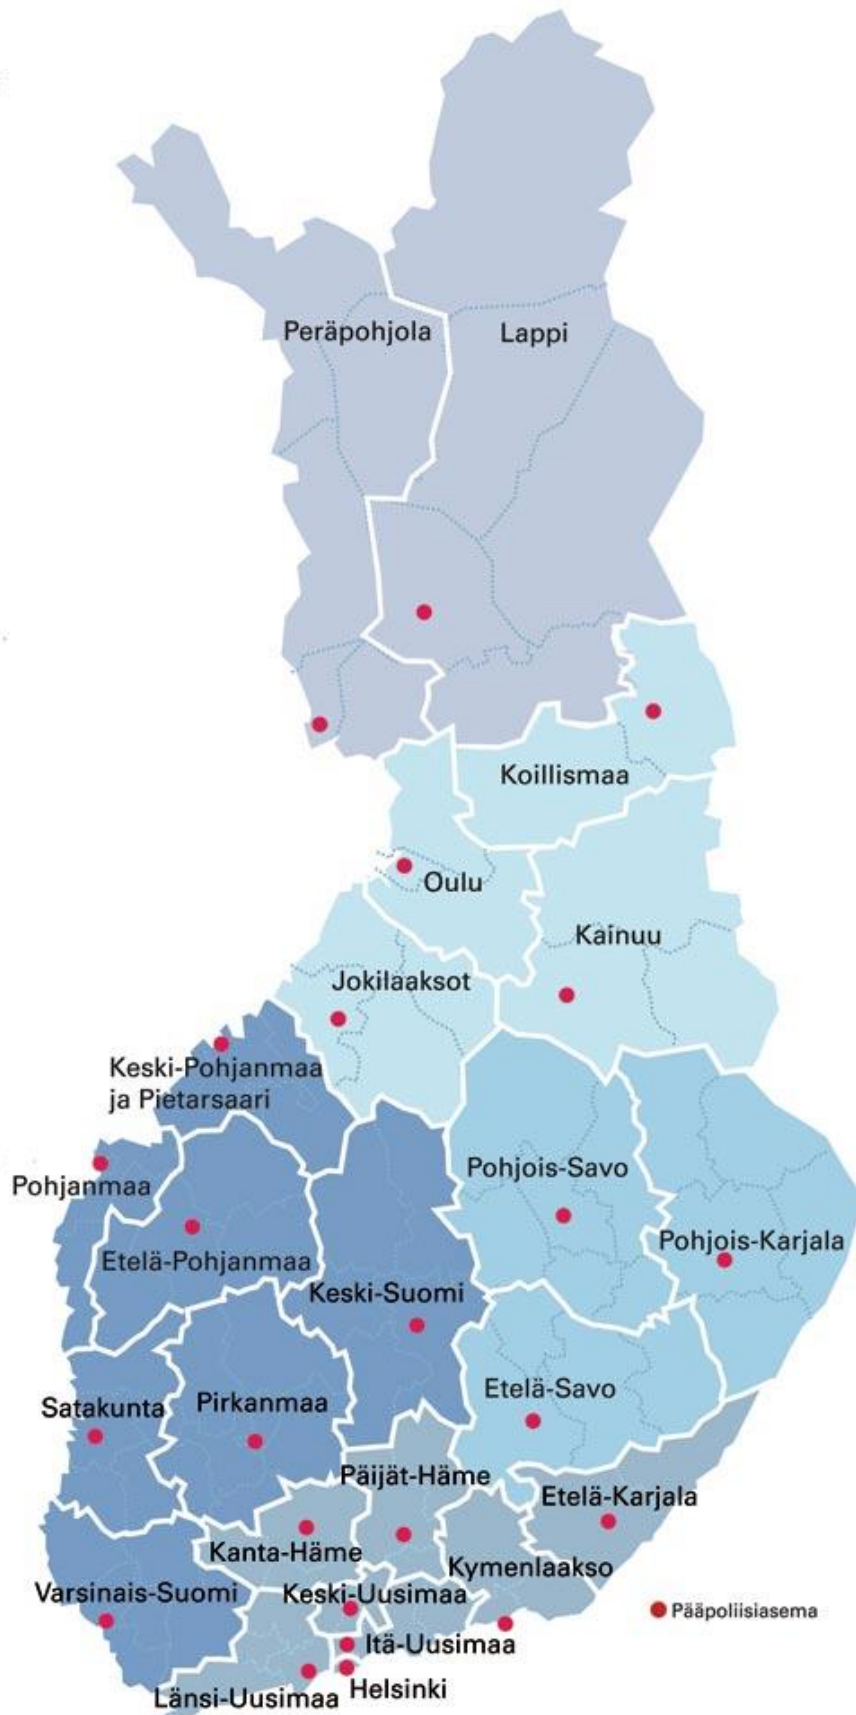 Peräpohjola
Lappi
Koillismaa
Oulu
Kainuu
Jokilaaksot
Keski-Pohjanmaa
ja Pietarsaari
Pohjois-Savo
Pohjanmaa
Pohjois-Karjala
Etelä-Pohjanmaa
Keski-Suomi
Etelä-Savo
Satakunta
Pirkanmaa
Päijät-Häme
Etelä-Karjala
Kanta-Häme
Kymenlaakso
Varsinais-Suomi
Keski-Uusimaa
Pääpoliisiasema
Itä-Uusimaa
Länsi-Uusimaa
Helsinki